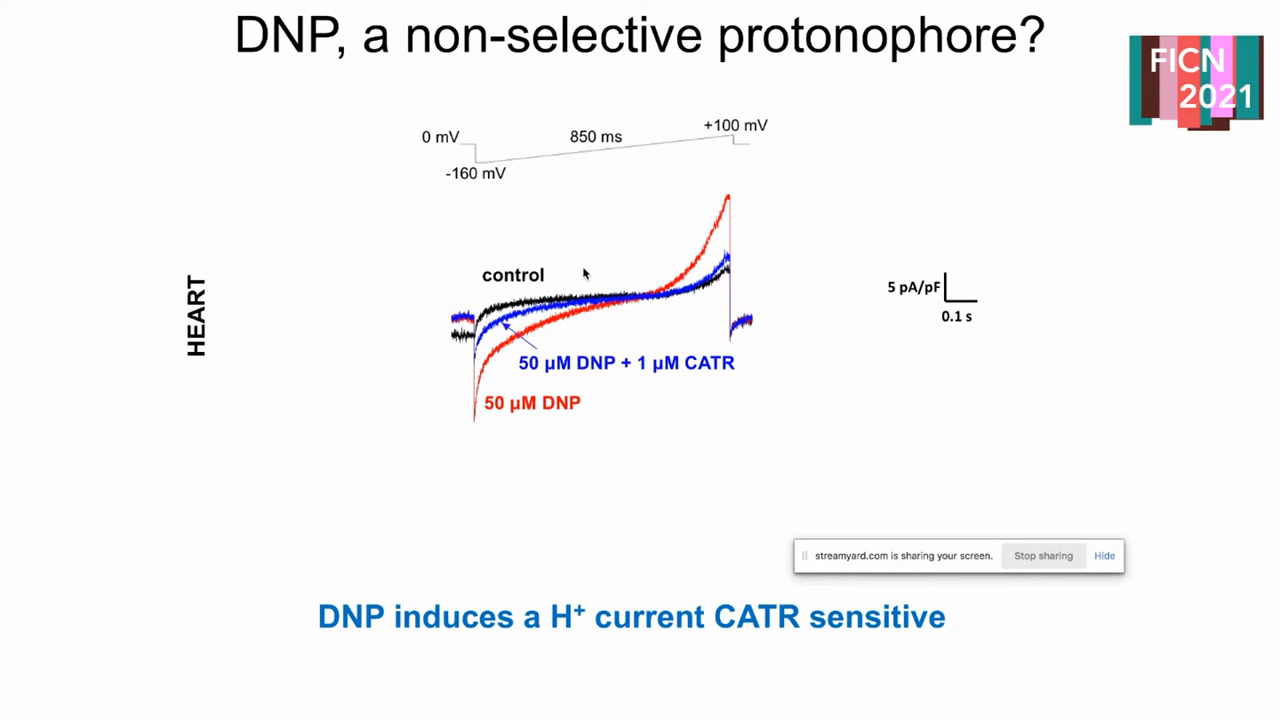 DNP, a non-selective protonophore?
FICN
2021
0 mV
850 ms
+100 mV
-160 mV
HEART
control
5 pA/pF
0.1 s
50 µM DNP + 1 µM CATR
50 µM DNP
streamyard.com is sharing your screen. Stop sharing Hide
DNP induces a H⁺ current CATR sensitive